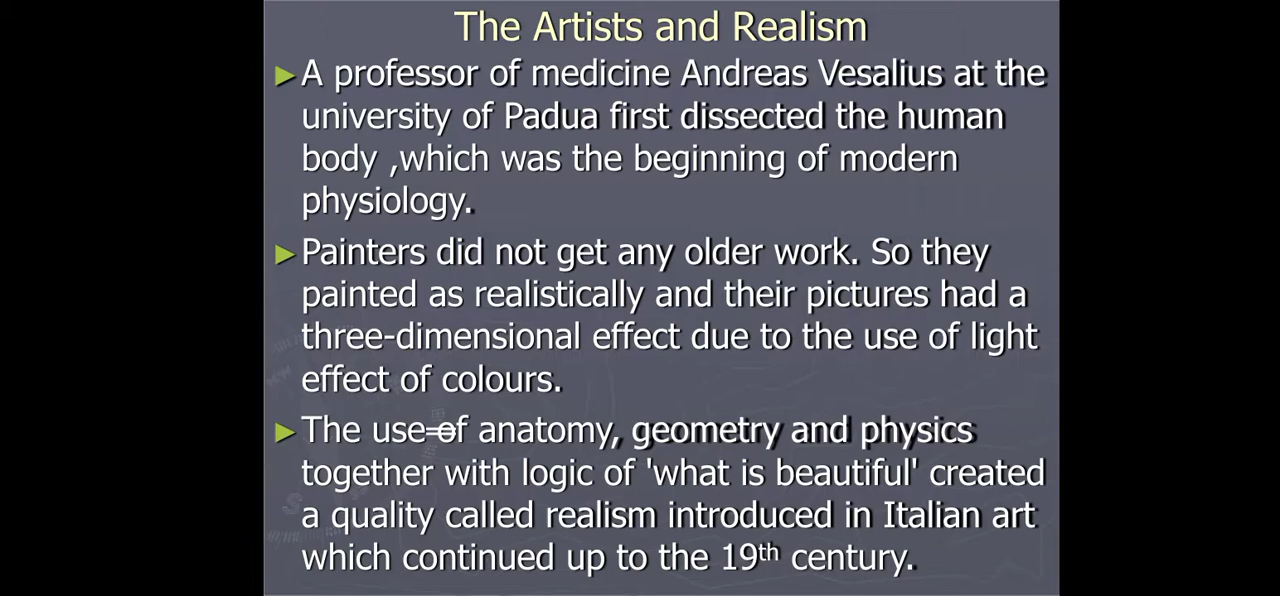 The Artists and Realism
►A professor of medicine Andreas Vesalius at the
university of Padua first dissected the human
body ,which was the beginning of modern
physiology.
►Painters did not get any older work. So they
painted as realistically and their pictures had a
three-dimensional effect due to the use of light
effect of colours.
►The use of anatomy, geometry and physics
together with logic of 'what is beautiful' created
a quality called realism introduced in Italian art
which continued up to the 19th century.